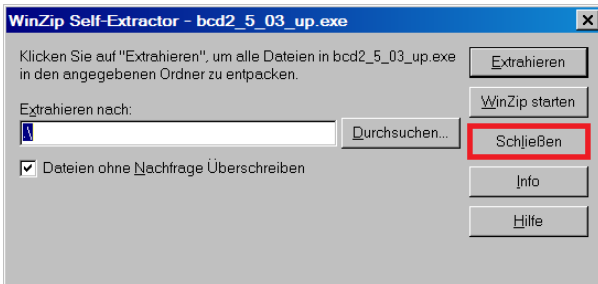 WinZip Self-Extractor - bcd2_5_03_up.exe
Klicken Sie auf "Extrahieren", um alle Dateien in bcd2_5_03_up.exe
in den angegebenen Ordner zu entpacken.
Extrahieren nach:
.\
Durchsuchen...
Dateien ohne Nachfrage Überschreiben
Extrahieren
WinZip starten
Schließen
Info
Hilfe